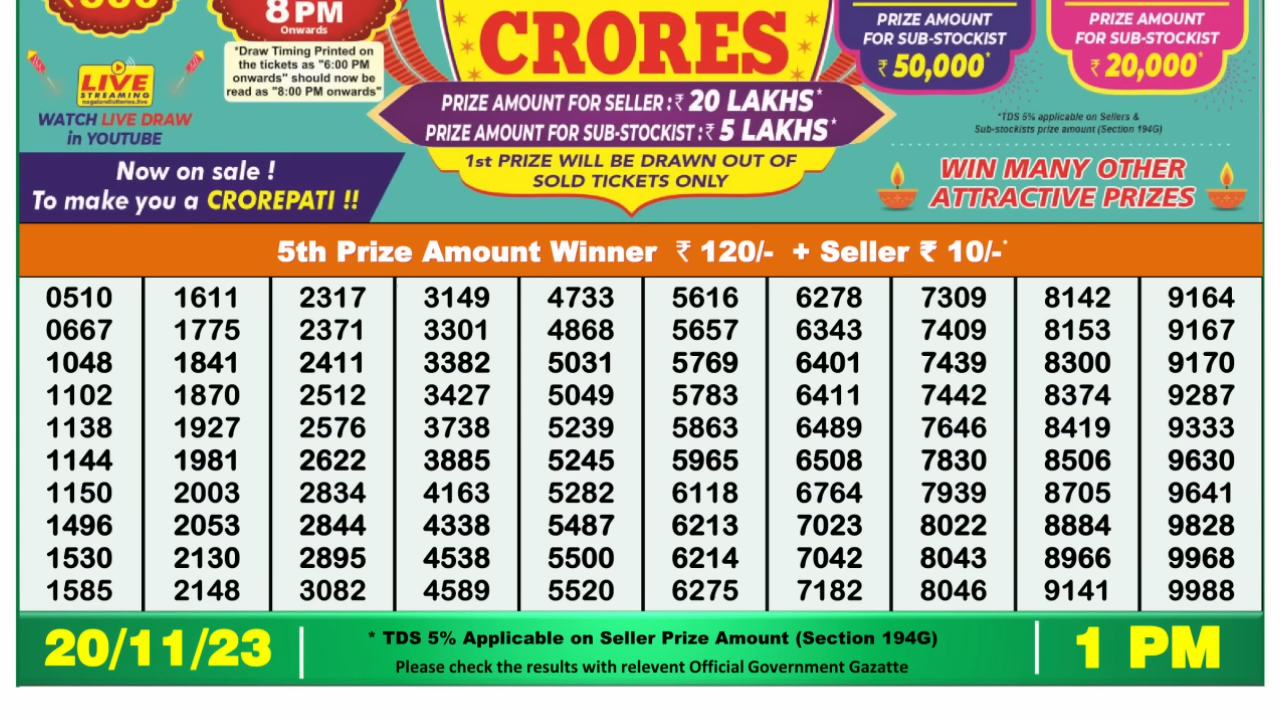 8 PM
Onwards
*Draw Timing Printed on
the tickets as "6:00 PM
onwards" should now be
read as "8:00 PM onwards"
LIVE
STREAMING
nagalandlotteries.live
WATCH LIVE DRAW
in YOUTUBE
CRORES
PRIZE AMOUNT FOR SELLER : ₹ 20 LAKHS*
PRIZE AMOUNT FOR SUB-STOCKIST : ₹ 5 LAKHS*
1st PRIZE WILL BE DRAWN OUT OF
SOLD TICKETS ONLY
PRIZE AMOUNT
FOR SUB-STOCKIST
₹ 50,000*
PRIZE AMOUNT
FOR SUB-STOCKIST
₹ 20,000*
*TDS 5% applicable on Sellers &
Sub-stockists prize amount (Section 194G)
Now on sale !
To make you a CROREPATI !!
WIN MANY OTHER
ATTRACTIVE PRIZES
5th Prize Amount Winner ₹ 120/- + Seller ₹ 10/-*
0510 1611 2317 3149 4733 5616 6278 7309 8142 9164
0667 1775 2371 3301 4868 5657 6343 7409 8153 9167
1048 1841 2411 3382 5031 5769 6401 7439 8300 9170
1102 1870 2512 3427 5049 5783 6411 7442 8374 9287
1138 1927 2576 3738 5239 5863 6489 7646 8419 9333
1144 1981 2622 3885 5245 5965 6508 7830 8506 9630
1150 2003 2834 4163 5282 6118 6764 7939 8705 9641
1496 2053 2844 4338 5487 6213 7023 8022 8884 9828
1530 2130 2895 4538 5500 6214 7042 8043 8966 9968
1585 2148 3082 4589 5520 6275 7182 8046 9141 9988
20/11/23
* TDS 5% Applicable on Seller Prize Amount (Section 194G)
Please check the results with relevent Official Government Gazatte
1 PM